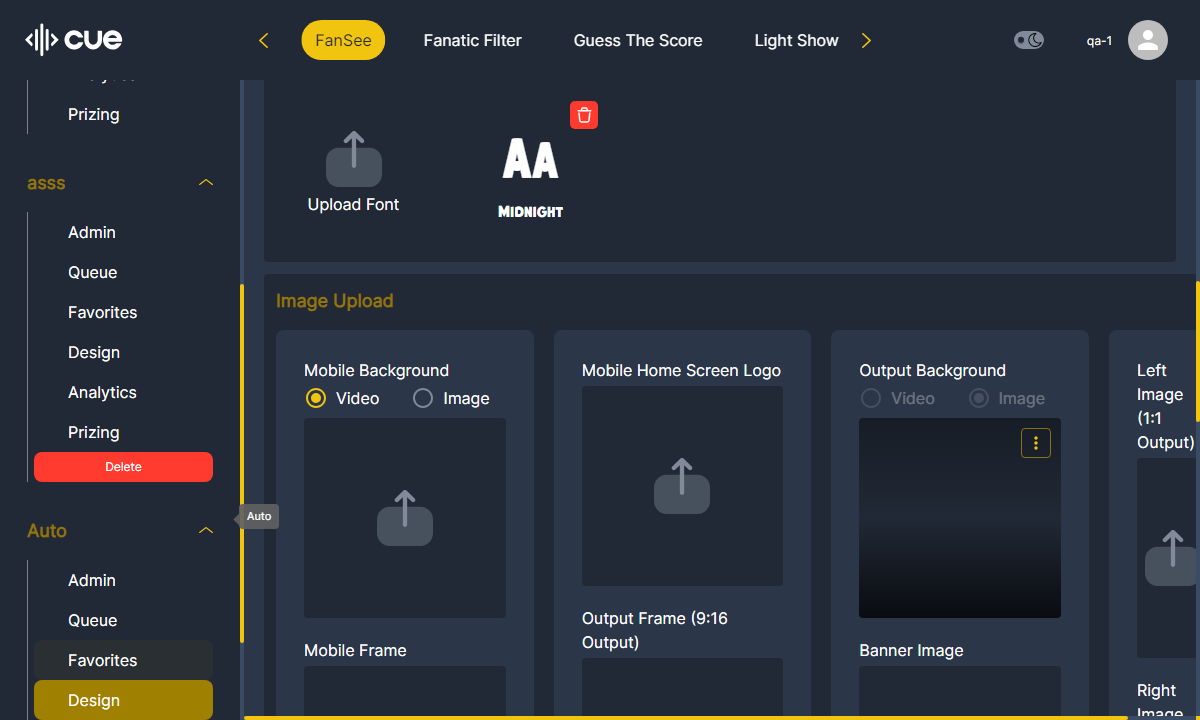 cue
FanSee
Fanatic Filter
Guess The Score
Light Show
qa-1
Prizing
asss
Admin
Queue
Favorites
Design
Analytics
Prizing
Delete
Auto
Admin
Queue
Favorites
Design
Auto
Upload Font
AA
MIDNIGHT
Image Upload
Mobile Background
Video
Image
Mobile Frame
Mobile Home Screen Logo
Output Frame (9:16
Output)
Output Background
Video
Image
Banner Image
Left
Image
(1:1
Output)
Right
Image